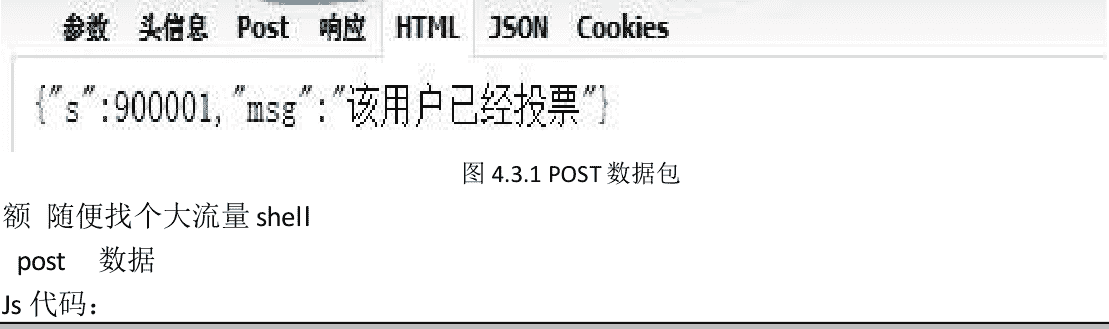 参数 头信息 Post 响应 HTML JSON Cookies
{"s":900001,"msg":"该用户已经投票"}
图 4.3.1 POST 数据包
额 随便找个大流量 shell
post 数据
Js 代码：